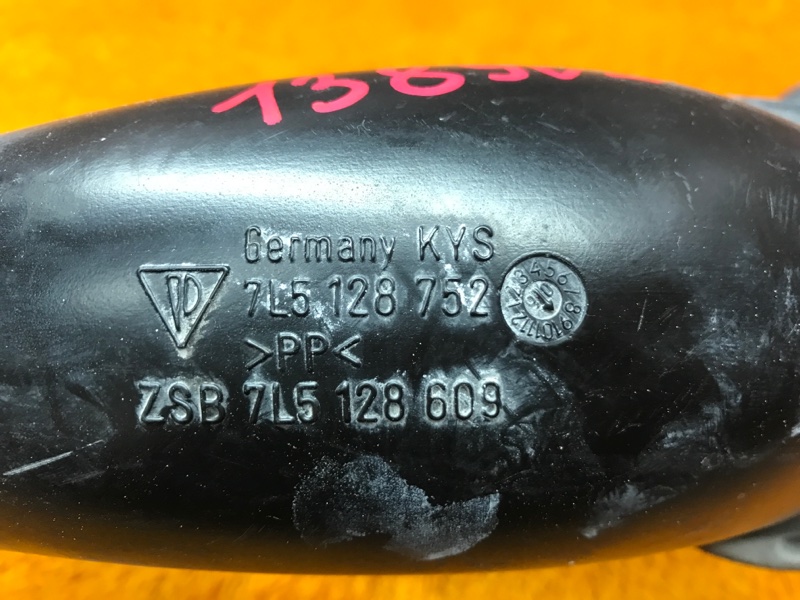 Germany KYS
7L5 128 752
>PP<
ZSB 7L5 128 609